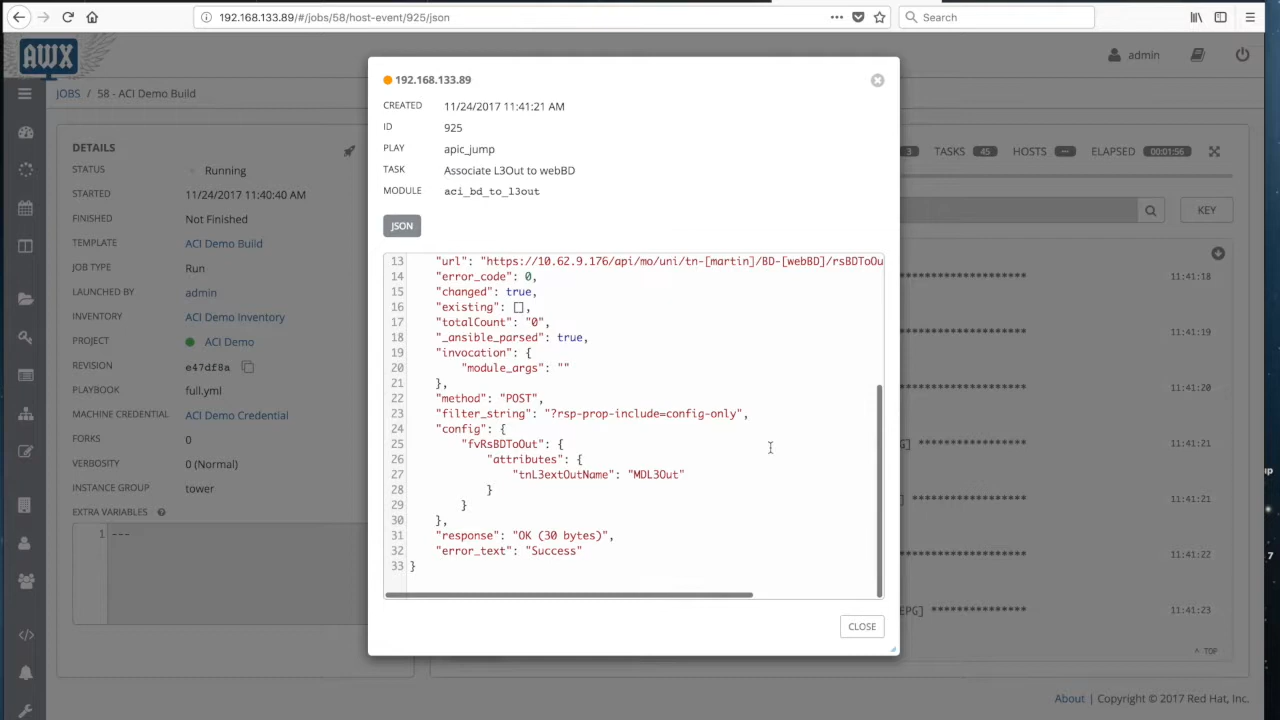 192.168.133.89/#/jobs/58/host-event/925/json
Search
AWX
admin
JOBS / 58 - ACI Demo Build
DETAILS
STATUS Running
STARTED 11/24/2017 11:40:40 AM
FINISHED Not Finished
TEMPLATE ACI Demo Build
JOB TYPE Run
LAUNCHED BY admin
INVENTORY ACI Demo Inventory
PROJECT ACI Demo
REVISION e47df8a
PLAYBOOK full.yml
MACHINE CREDENTIAL ACI Demo Credential
FORKS 0
VERBOSITY 0 (Normal)
INSTANCE GROUP tower
EXTRA VARIABLES
1 ---
192.168.133.89
CREATED 11/24/2017 11:41:21 AM
ID 925
PLAY apic_jump
TASK Associate L3Out to webBD
MODULE aci_bd_to_l3out
JSON
13 "url": "https://10.62.9.176/api/mo/uni/tn-[martin]/BD-[webBD]/rsBDToOu
14 "error_code": 0,
15 "changed": true,
16 "existing": [],
17 "totalCount": "0",
18 "_ansible_parsed": true,
19 "invocation": {
20 "module_args": ""
21 },
22 "method": "POST",
23 "filter_string": "?rsp-prop-include=config-only",
24 "config": {
25 "fvRsBDToOut": {
26 "attributes": {
27 "tnL3extOutName": "MDL3Out"
28 }
29 }
30 },
31 "response": "OK (30 bytes)",
32 "error_text": "Success"
33 }
CLOSE
3 TASKS 45 HOSTS ELAPSED 00:01:56
KEY
******************* 11:41:18
******************* 11:41:19
******************* 11:41:20
G] ******************* 11:41:21
******************* 11:41:21
******************* 11:41:22
EPG] ******************* 11:41:23
^ TOP
About | Copyright © 2017 Red Hat, Inc.
up
7